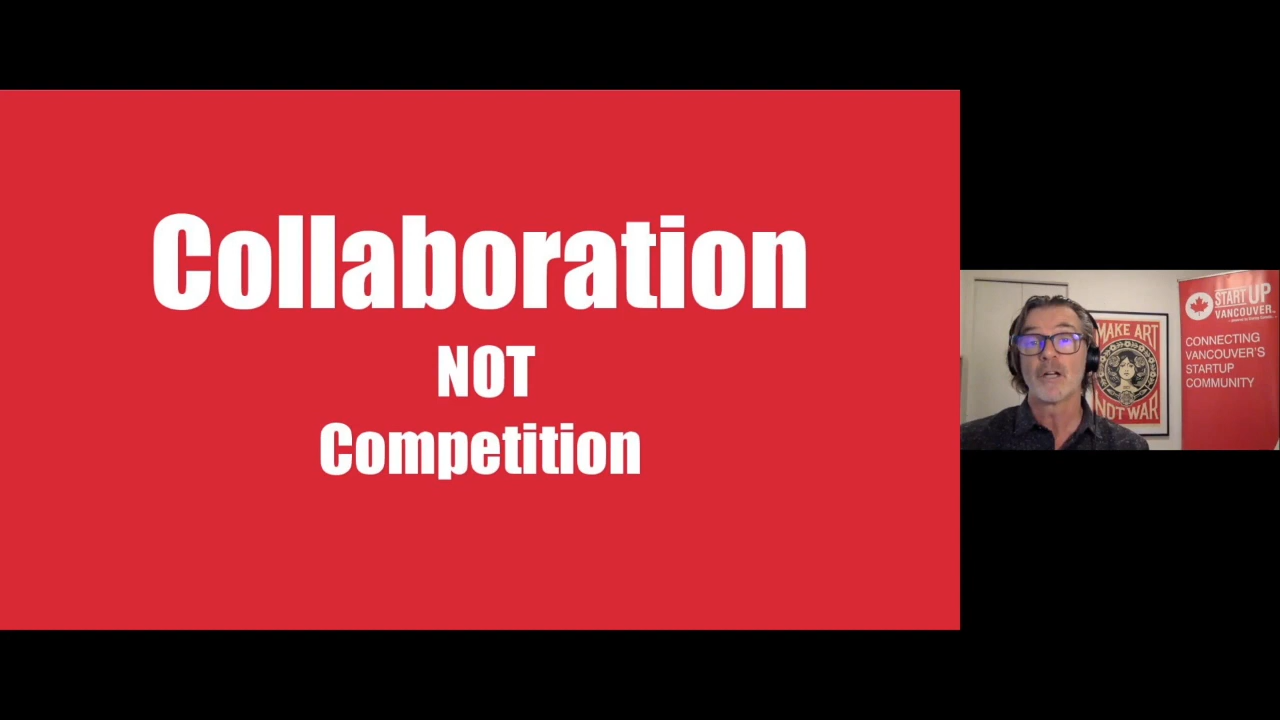 Collaboration
NOT
Competition
MAKE ART
NOT WAR
START UP
VANCOUVER
CONNECTING
VANCOUVER'S
STARTUP
COMMUNITY